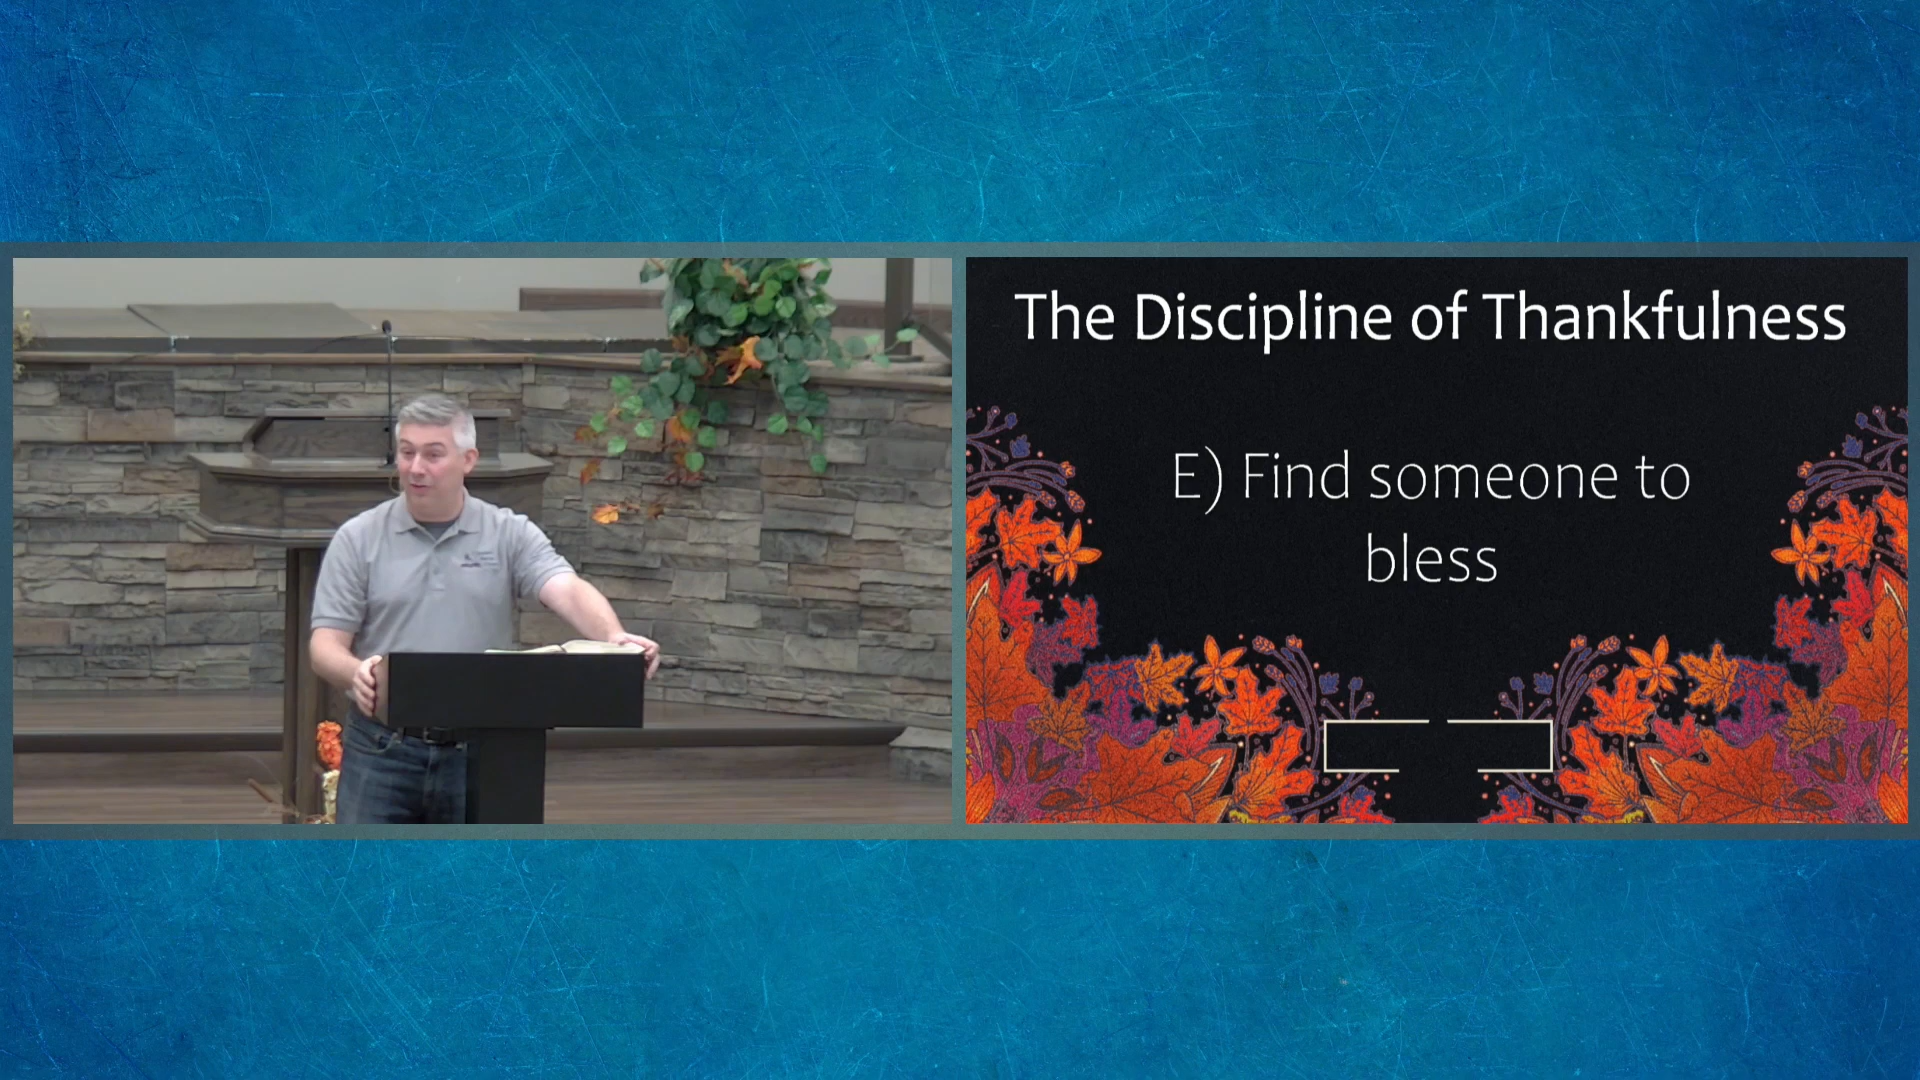 The Discipline of Thankfulness
E) Find someone to
bless